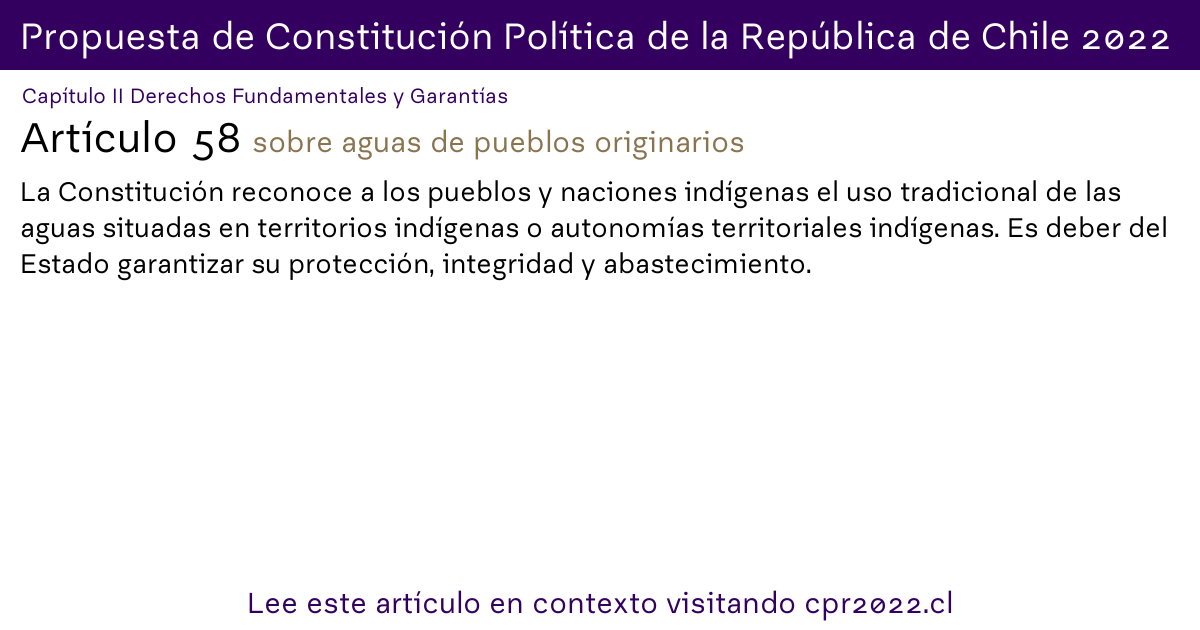 Propuesta de Constitución Política de la República de Chile 2022
Capítulo II Derechos Fundamentales y Garantías
Artículo 58 sobre aguas de pueblos originarios
La Constitución reconoce a los pueblos y naciones indígenas el uso tradicional de las
aguas situadas en territorios indígenas o autonomías territoriales indígenas. Es deber del
Estado garantizar su protección, integridad y abastecimiento.
Lee este artículo en contexto visitando cpr2022.cl